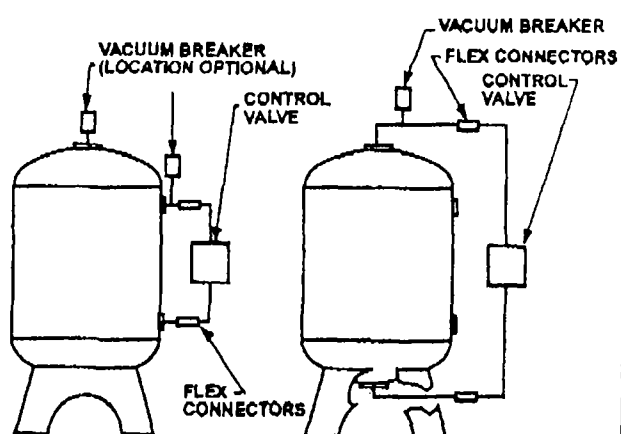 VACUUM BREAKER
(LOCATION OPTIONAL)
CONTROL
VALVE
FLEX
CONNECTORS
VACUUM BREAKER
FLEX CONNECTORS
CONTROL
VALVE